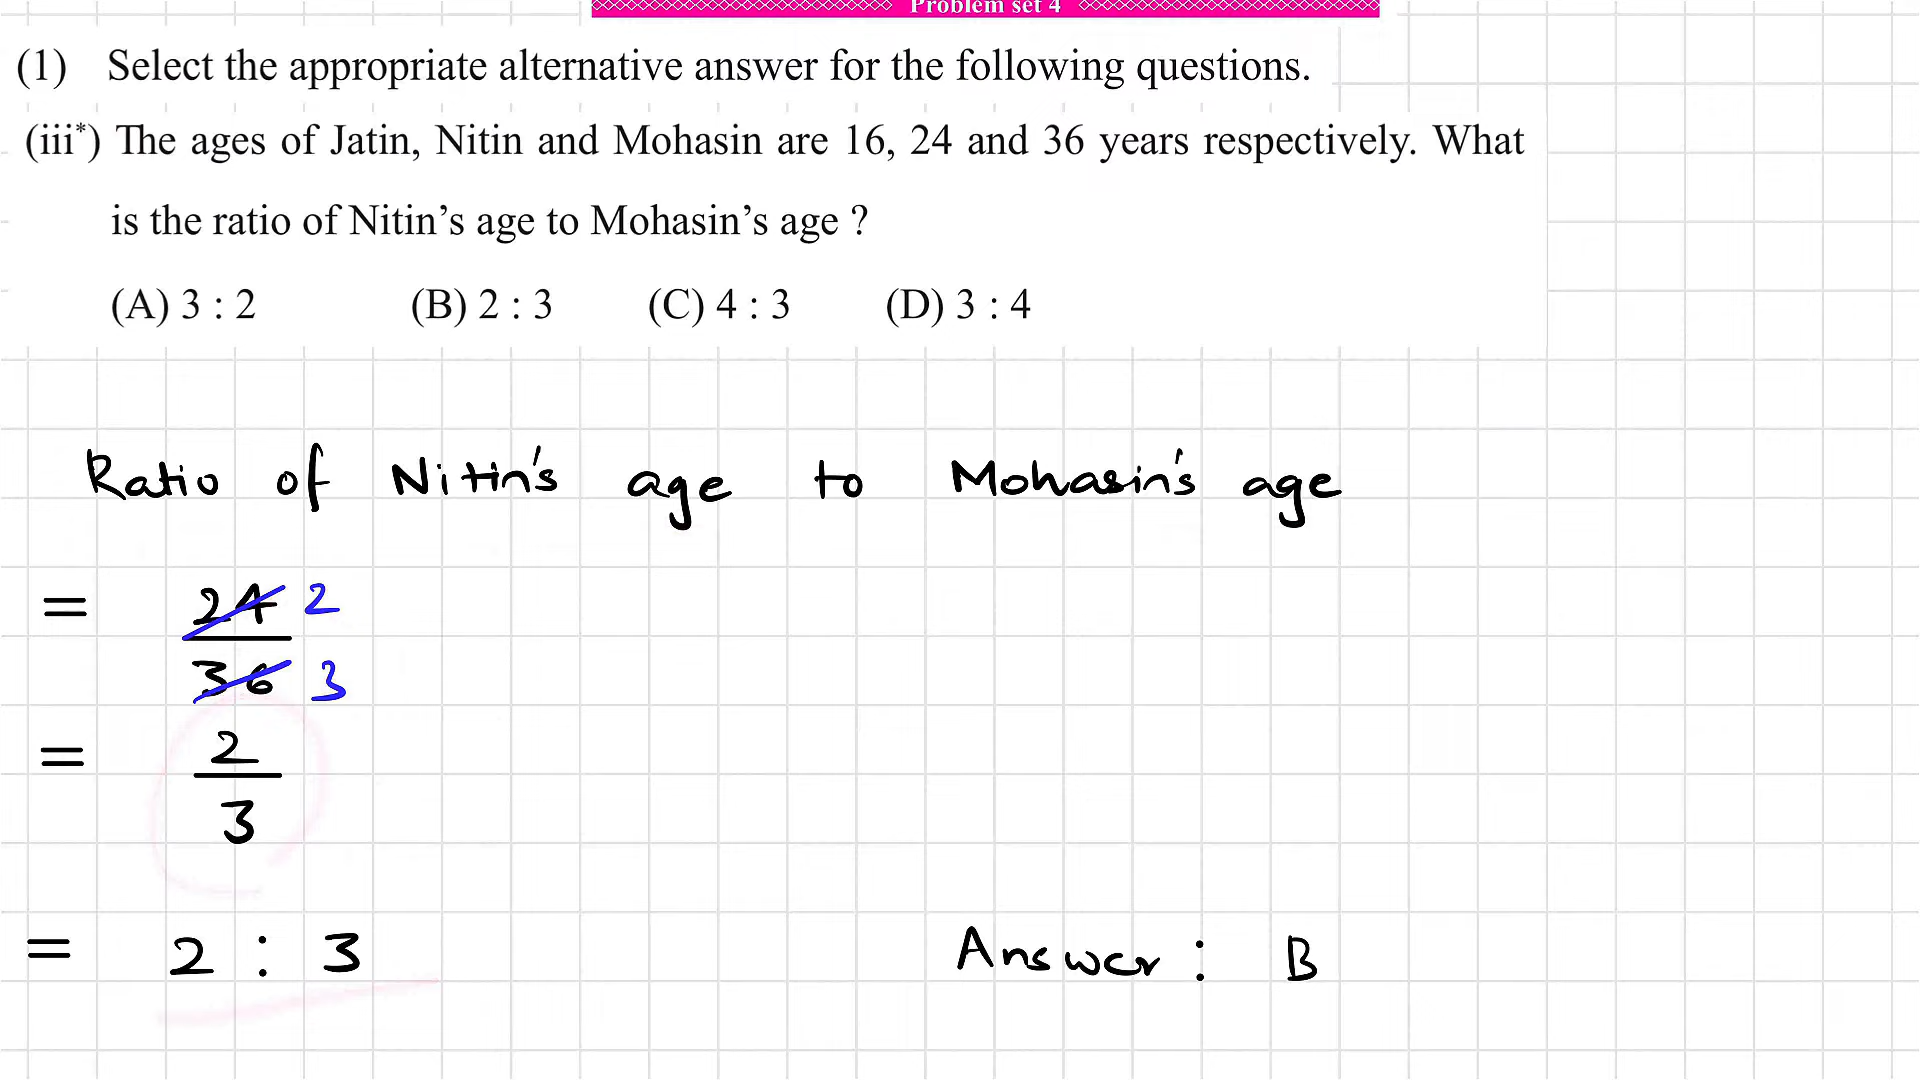 Problem set 4
(1) Select the appropriate alternative answer for the following questions.
(iii*) The ages of Jatin, Nitin and Mohasin are 16, 24 and 36 years respectively. What
is the ratio of Nitin’s age to Mohasin’s age ?
(A) 3 : 2 (B) 2 : 3 (C) 4 : 3 (D) 3 : 4
Ratio of Nitin's age to Mohasin's age
= 24 2
36 3
= 2
3
= 2 : 3 Answer : B